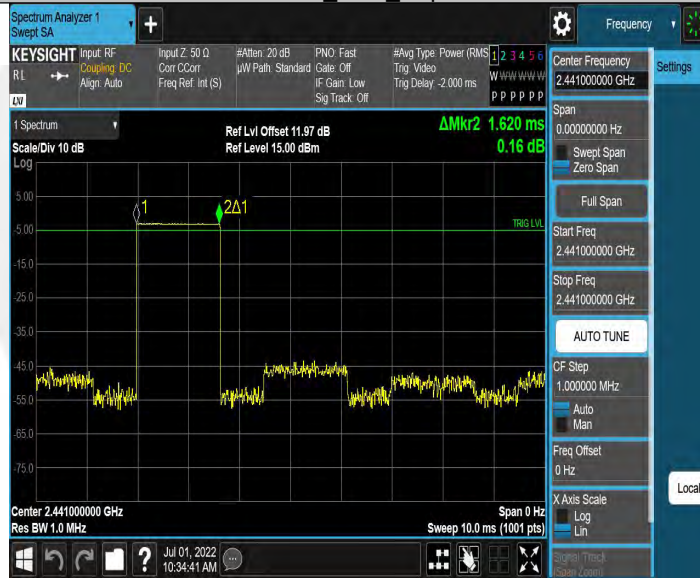 Spectrum Analyzer 1
Swept SA
+
Frequency
KEYSIGHT
RL
LXI
Input: RF
Coupling: DC
Align: Auto
Input Z: 50 Ω
Corr CCorr
Freq Ref: Int (S)
#Atten: 20 dB
µW Path: Standard
PNO: Fast
Gate: Off
IF Gain: Low
Sig Track: Off
#Avg Type: Power (RMS
Trig: Video
Trig Delay: -2.000 ms
1 2 3 4 5 6
W W W W W W
P P P P P P
1 Spectrum
Scale/Div 10 dB
Log
Ref Lvl Offset 11.97 dB
Ref Level 15.00 dBm
ΔMkr2 1.620 ms
0.16 dB
1
2Δ1
TRIG LVL
5.00
-5.00
-15.0
-25.0
-35.0
-45.0
-55.0
-65.0
-75.0
Center 2.441000000 GHz
Res BW 1.0 MHz
Span 0 Hz
Sweep 10.0 ms (1001 pts)
?
Jul 01, 2022
10:34:41 AM
Center Frequency
2.441000000 GHz
Settings
Span
0.00000000 Hz
Swept Span
Zero Span
Full Span
Start Freq
2.441000000 GHz
Stop Freq
2.441000000 GHz
AUTO TUNE
CF Step
1.000000 MHz
Auto
Man
Freq Offset
0 Hz
X Axis Scale
Log
Lin
Signal Track
(Span Zoom)
Local